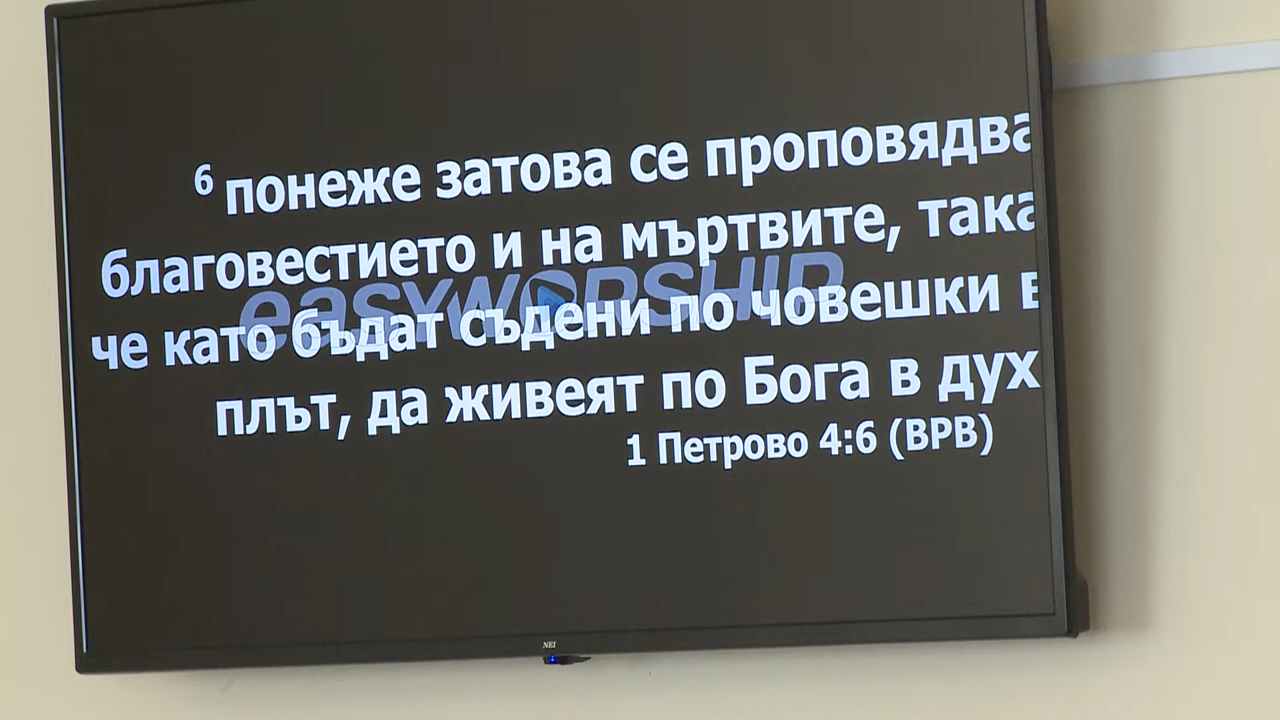 6 понеже затова се проповядва
благовестието и на мъртвите, така
easyworship
че като бъдат съдени по човешки в
плът, да живеят по Бога в дух
1 Петрово 4:6 (ВРВ)
NEI